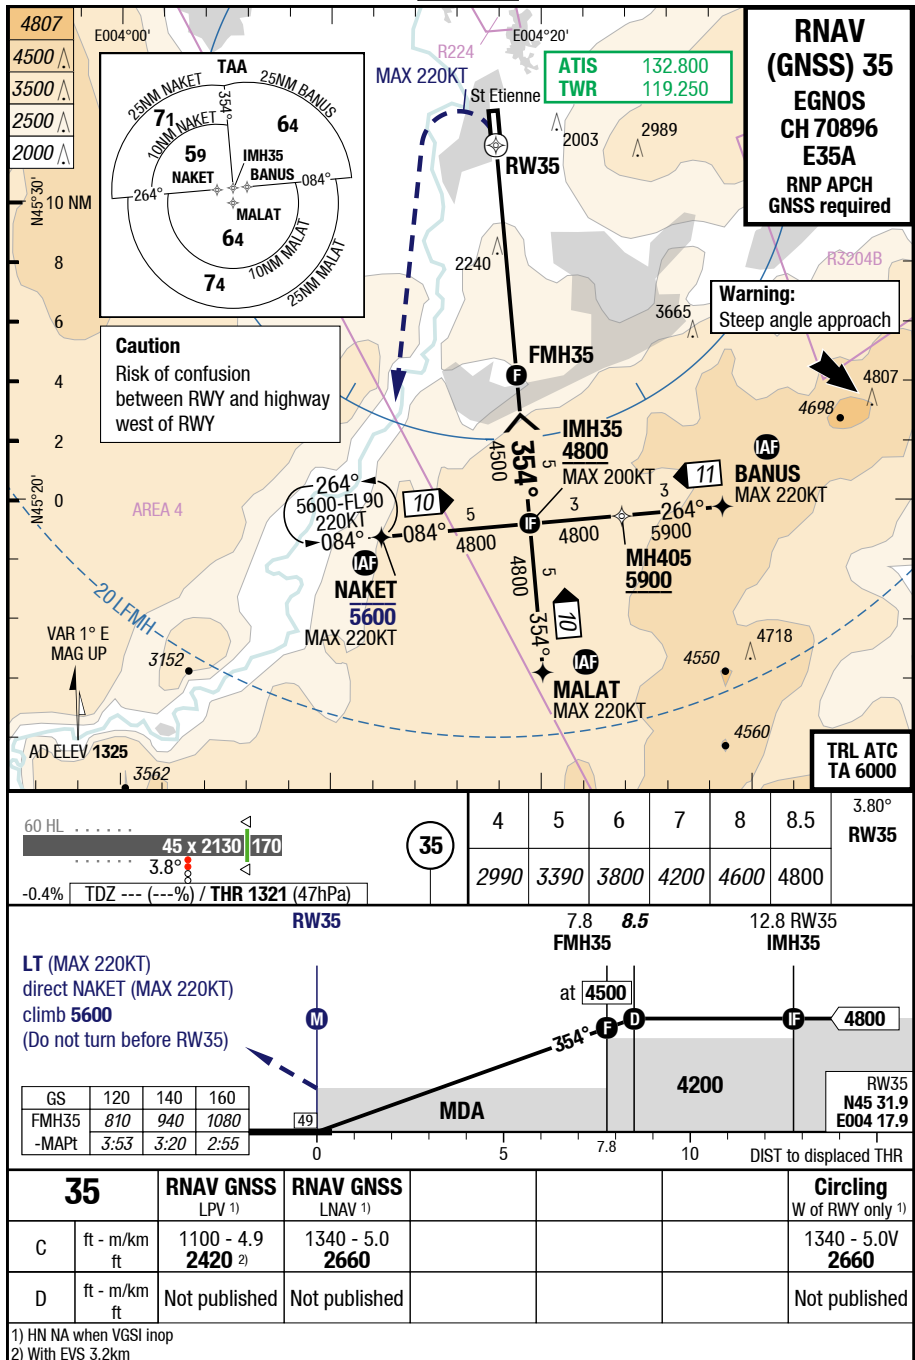 4807
4500
3500
2500
2000
E004°00'
E004°20'
R224
MAX 220KT
ATIS 132.800
TWR 119.250
RNAV
(GNSS) 35
EGNOS
CH 70896
E35A
RNP APCH
GNSS required
TAA
25NM NAKET
25NM BANUS
354°
71
10NM NAKET
64
59
IMH35
NAKET
BANUS
264°
084°
MALAT
64
10NM MALAT
74
25NM MALAT
St Etienne
RW35
2003
2989
N45°30'
10 NM
8
6
4
2
0
N45°20'
2240
R3204B
3665
Warning:
Steep angle approach
Caution
Risk of confusion
between RWY and highway
west of RWY
FMH35
F
4807
4698
4500
354°
5
IMH35
4800
MAX 200KT
IAF
BANUS
MAX 220KT
11
AREA 4
264°
5600-FL90
220KT
084°
10
084°
5
4800
IF
3
4800
3
264°
5900
MH405
5900
IAF
NAKET
5600
MAX 220KT
4800
5
354°
10
IAF
MALAT
MAX 220KT
20 LFMH
VAR 1° E
MAG UP
3152
4718
4550
4560
AD ELEV 1325
3562
TRL ATC
TA 6000
60 HL
45 x 2130 170
3.8°
-0.4% TDZ --- (---%) / THR 1321 (47hPa)
35
4 5 6 7 8 8.5 3.80°
RW35
2990 3390 3800 4200 4600 4800
RW35
7.8 8.5 12.8 RW35
FMH35 IMH35
LT (MAX 220KT)
direct NAKET (MAX 220KT)
climb 5600
(Do not turn before RW35)
M
at 4500
354°
F D IF 4800
4200
MDA
49
RW35
N45 31.9
E004 17.9
GS 120 140 160
FMH35 810 940 1080
-MAPt 3:53 3:20 2:55
0 5 7.8 10 DIST to displaced THR
35 RNAV GNSS RNAV GNSS Circling
LPV 1) LNAV 1) W of RWY only 1)
C ft - m/km 1100 - 4.9 1340 - 5.0 1340 - 5.0V
ft 2420 2) 2660 2660
D ft - m/km
ft Not published Not published Not published
1) HN NA when VGSI inop
2) With EVS 3.2km